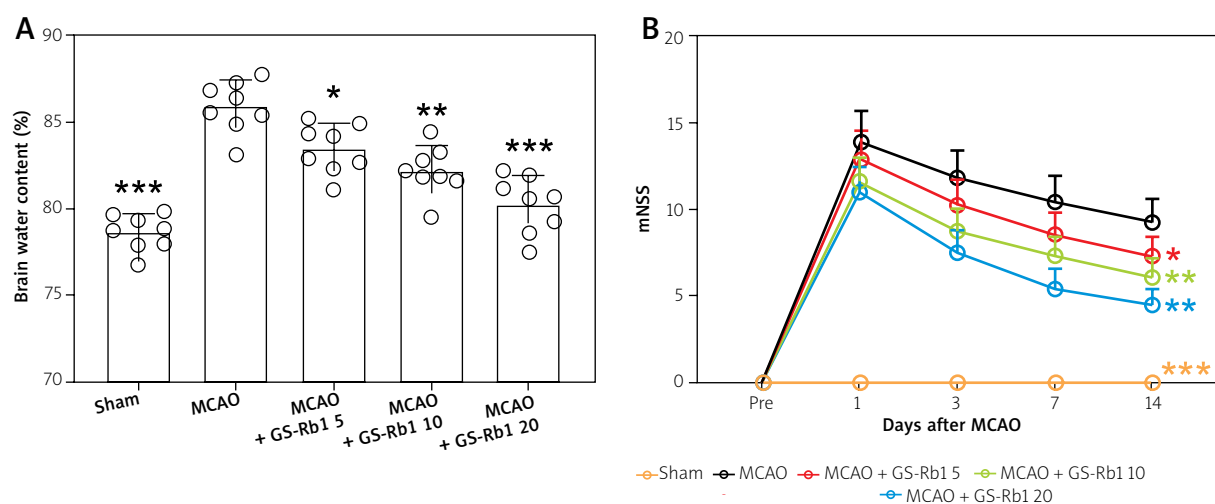 A
90
85
80
75
70
Brain water content (%)
***
*
**
***
Sham
MCAO
MCAO
+ GS-Rb1 5
MCAO
+ GS-Rb1 10
MCAO
+ GS-Rb1 20
B
20
15
10
5
0
mNSS
*
**
**
***
Pre
1
3
7
14
Days after MCAO
Sham
MCAO
MCAO + GS-Rb1 5
MCAO + GS-Rb1 10
MCAO + GS-Rb1 20